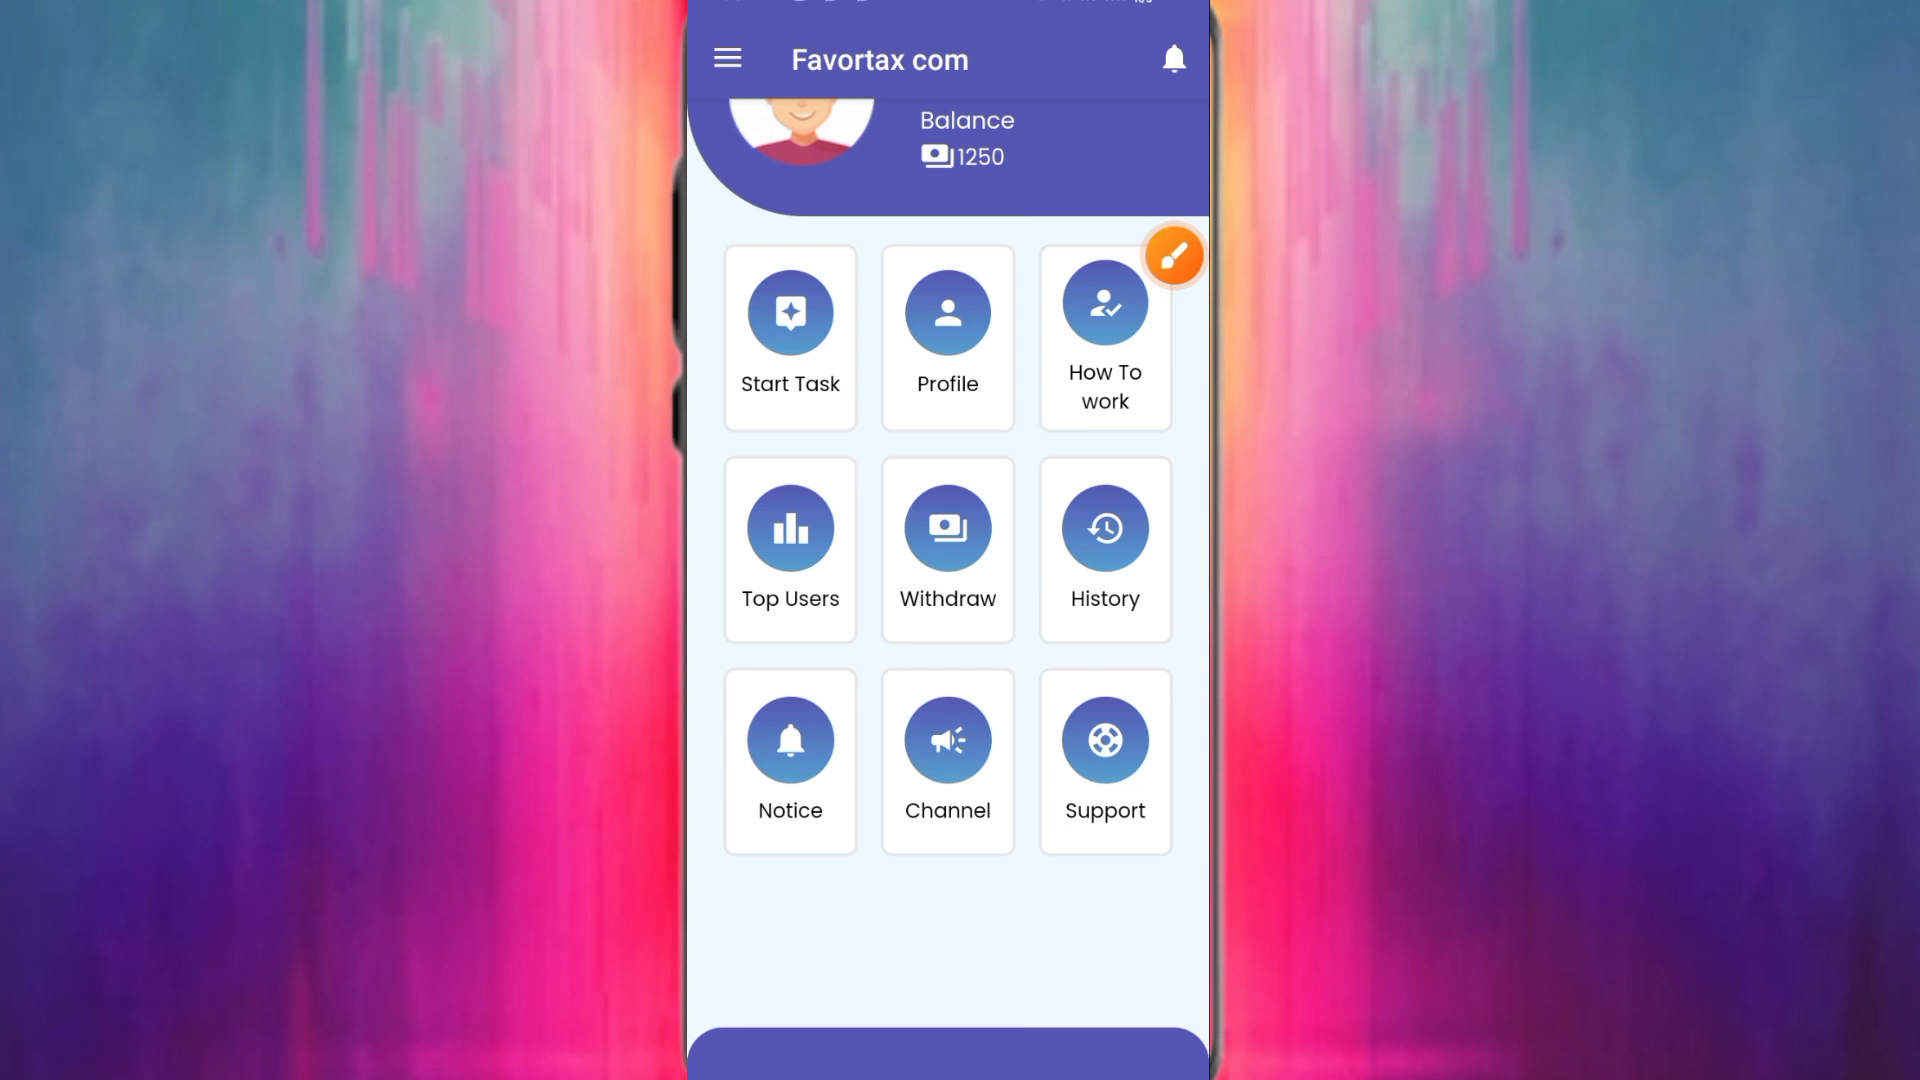 Favortax com
Balance
1250
Start Task
Profile
How To
work
Top Users
Withdraw
History
Notice
Channel
Support